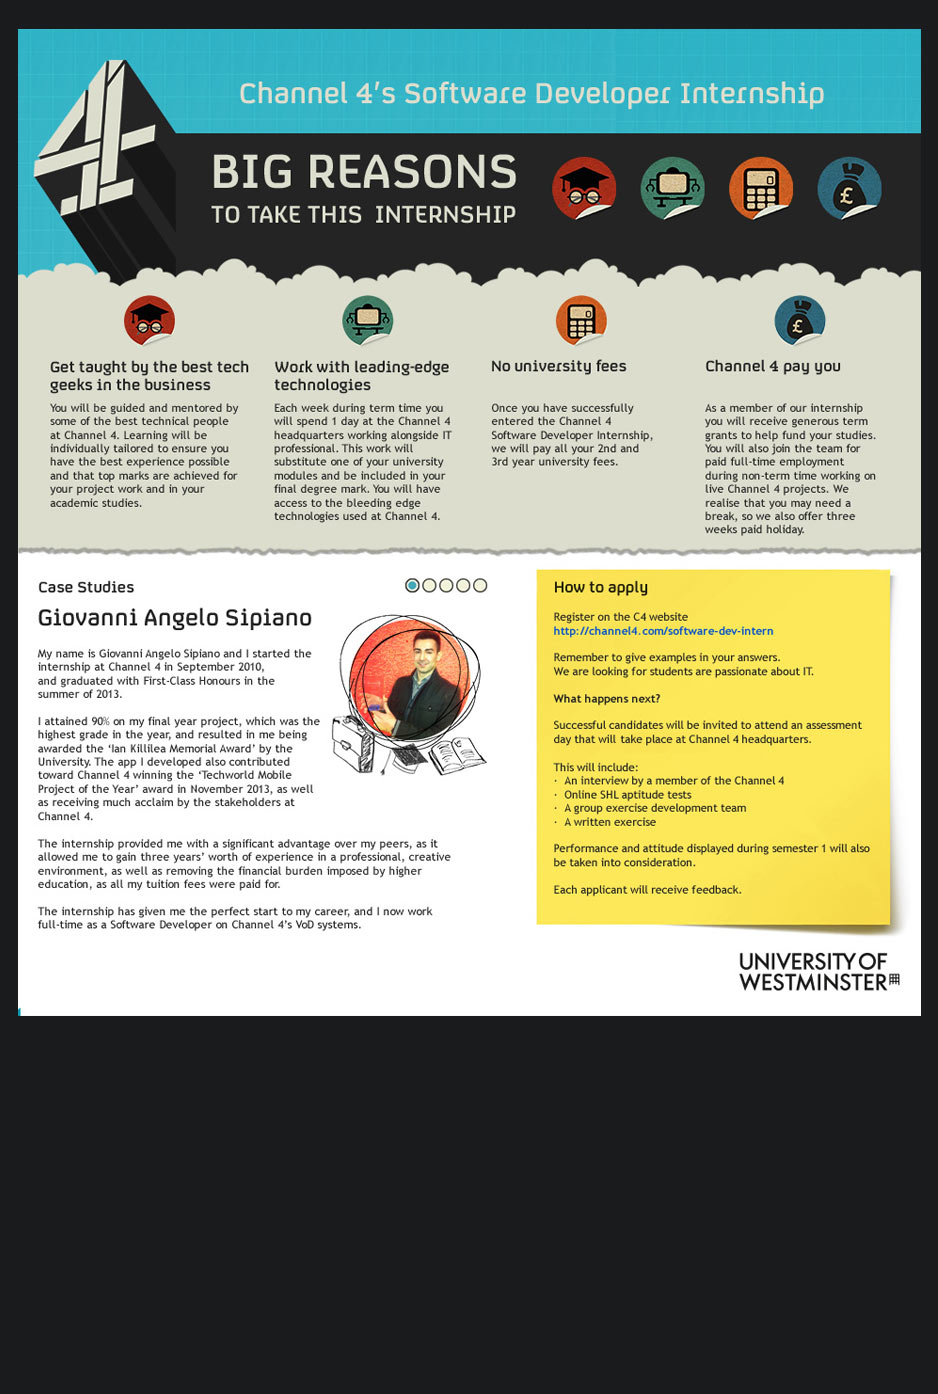 Channel 4's Software Developer Internship
4
BIG REASONS
TO TAKE THIS INTERNSHIP
£
£
Get taught by the best tech
geeks in the business
You will be guided and mentored by
some of the best technical people
at Channel 4. Learning will be
individually tailored to ensure you
have the best experience possible
and that top marks are achieved for
your project work and in your
academic studies.
Work with leading-edge
technologies
Each week during term time you
will spend 1 day at the Channel 4
headquarters working alongside IT
professional. This work will
substitute one of your university
modules and be included in your
final degree mark. You will have
access to the bleeding edge
technologies used at Channel 4.
No university fees
Once you have successfully
entered the Channel 4
Software Developer Internship,
we will pay all your 2nd and
3rd year university fees.
Channel 4 pay you
As a member of our internship
you will receive generous term
grants to help fund your studies.
You will also join the team for
paid full-time employment
during non-term time working on
live Channel 4 projects. We
realise that you may need a
break, so we also offer three
weeks paid holiday.
Case Studies
Giovanni Angelo Sipiano
My name is Giovanni Angelo Sipiano and I started the
internship at Channel 4 in September 2010,
and graduated with First-Class Honours in the
summer of 2013.
I attained 90% on my final year project, which was the
highest grade in the year, and resulted in me being
awarded the 'Ian Killilea Memorial Award' by the
University. The app I developed also contributed
toward Channel 4 winning the 'Techworld Mobile
Project of the Year' award in November 2013, as well
as receiving much acclaim by the stakeholders at
Channel 4.
The internship provided me with a significant advantage over my peers, as it
allowed me to gain three years' worth of experience in a professional, creative
environment, as well as removing the financial burden imposed by higher
education, as all my tuition fees were paid for.
The internship has given me the perfect start to my career, and I now work
full-time as a Software Developer on Channel 4's VoD systems.
How to apply
Register on the C4 website
http://channel4.com/software-dev-intern
Remember to give examples in your answers.
We are looking for students are passionate about IT.
What happens next?
Successful candidates will be invited to attend an assessment
day that will take place at Channel 4 headquarters.
This will include:
· An interview by a member of the Channel 4
· Online SHL aptitude tests
· A group exercise development team
· A written exercise
Performance and attitude displayed during semester 1 will also
be taken into consideration.
Each applicant will receive feedback.
UNIVERSITY OF
WESTMINSTER